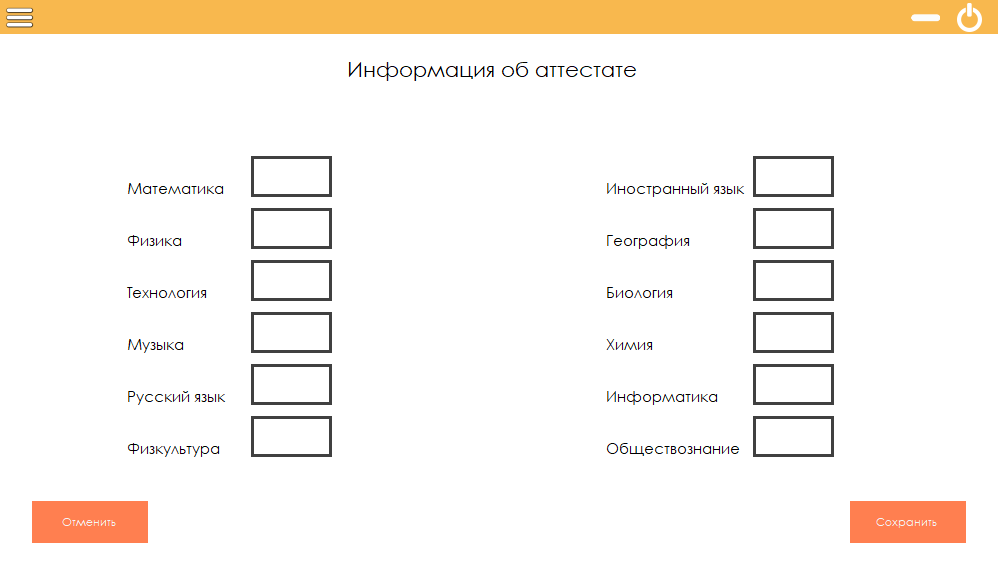 Информация об аттестате
Математика
Физика
Технология
Музыка
Русский язык
Физкультура
Иностранный язык
География
Биология
Химия
Информатика
Обществознание
Отменить
Сохранить